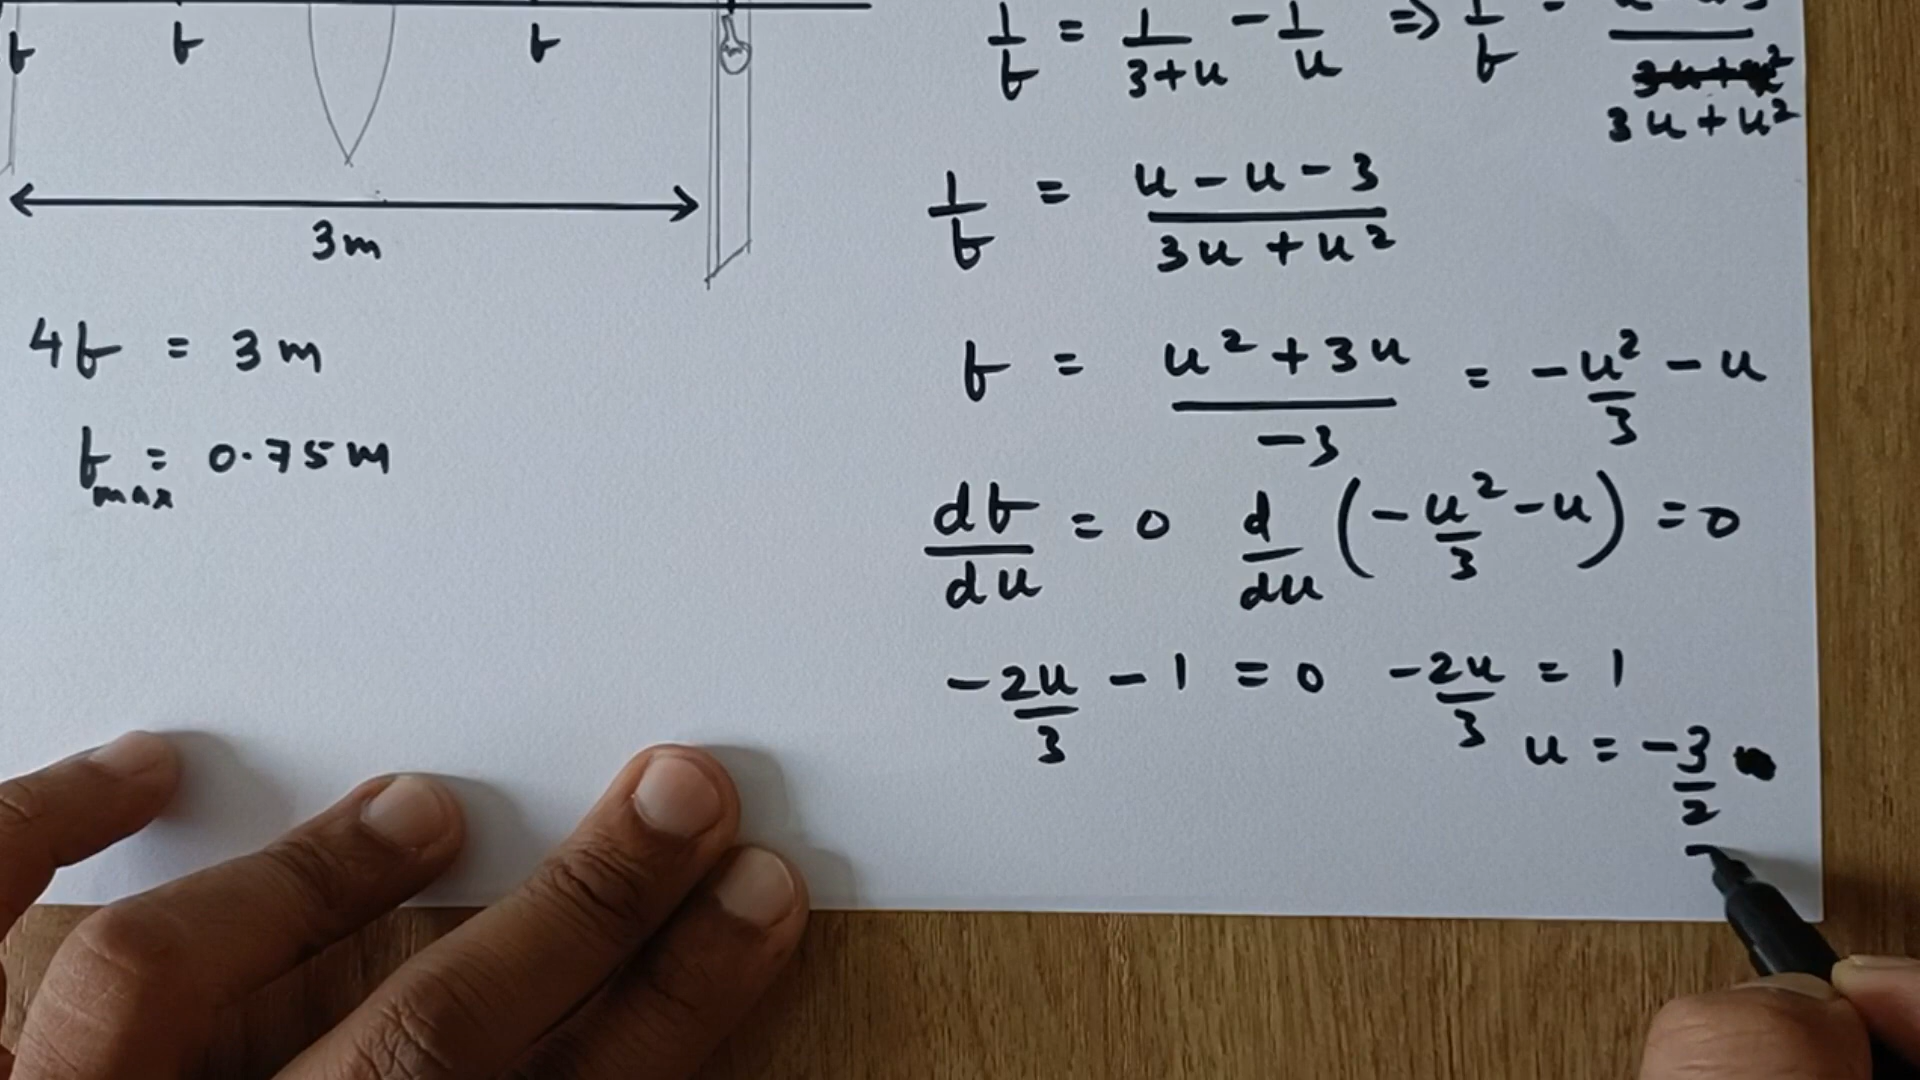 f f f
3m
4f = 3m
f max = 0.75m
1/f = 1/3+u - 1/u ⇒ 1/f =
3u+u²
1/f = u-u-3/3u+u²
f = u²+3u/-3 = -u²/3 - u
df/du = 0 d/du (-u²/3 - u) = 0
-2u/3 - 1 = 0 -2u/3 = 1
u = -3/2